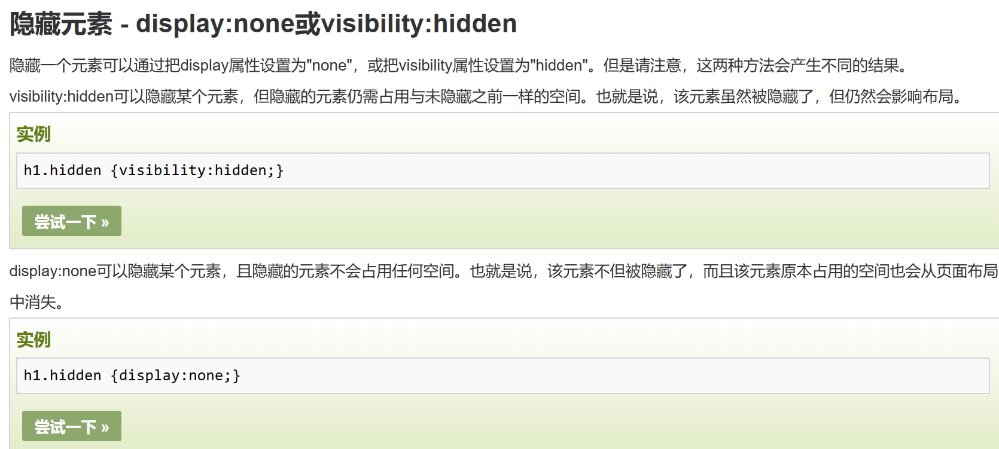 隐藏元素 - display:none或visibility:hidden
隐藏一个元素可以通过把display属性设置为"none"，或把visibility属性设置为"hidden"。但是请注意，这两种方法会产生不同的结果。
visibility:hidden可以隐藏某个元素，但隐藏的元素仍需占用与未隐藏之前一样的空间。也就是说，该元素虽然被隐藏了，但仍然会影响布局。
实例
h1.hidden {visibility:hidden;}
尝试一下 »
display:none可以隐藏某个元素，且隐藏的元素不会占用任何空间。也就是说，该元素不但被隐藏了，而且该元素原本占用的空间也会从页面布局
中消失。
实例
h1.hidden {display:none;}
尝试一下 »